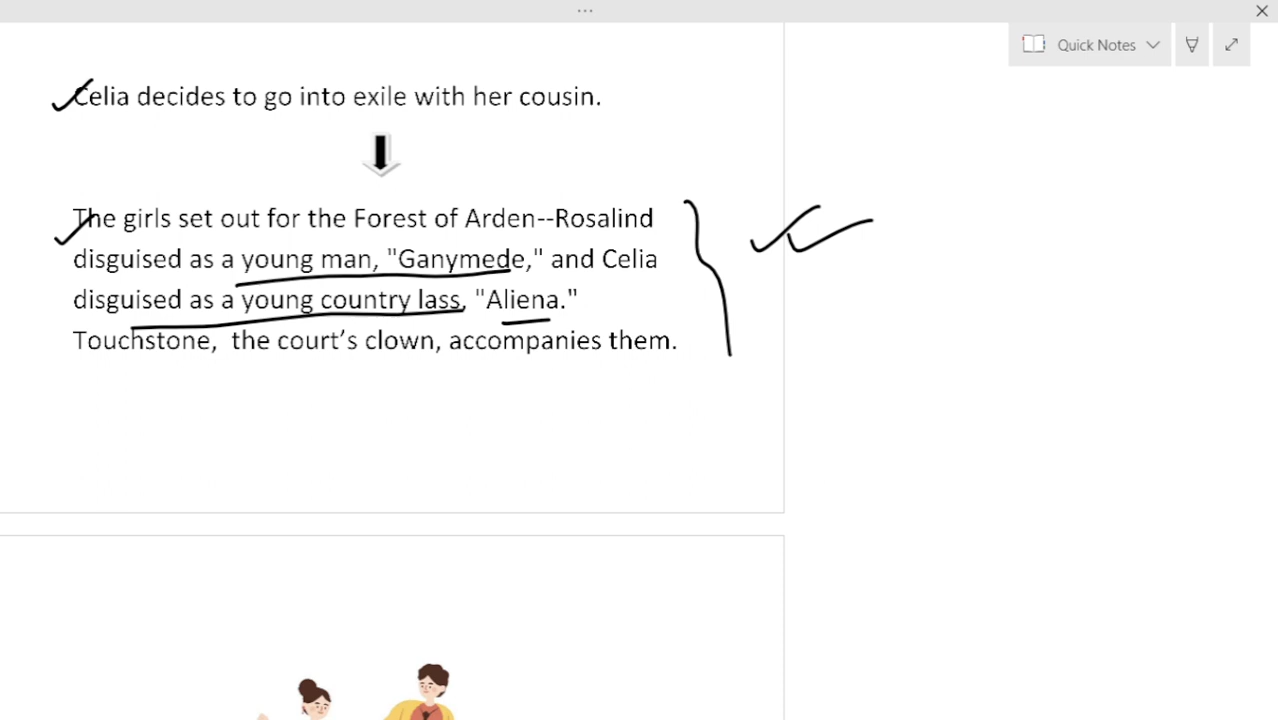 Quick Notes
Celia decides to go into exile with her cousin.
The girls set out for the Forest of Arden--Rosalind
disguised as a young man, "Ganymede," and Celia
disguised as a young country lass, "Aliena."
Touchstone,  the court’s clown, accompanies them.